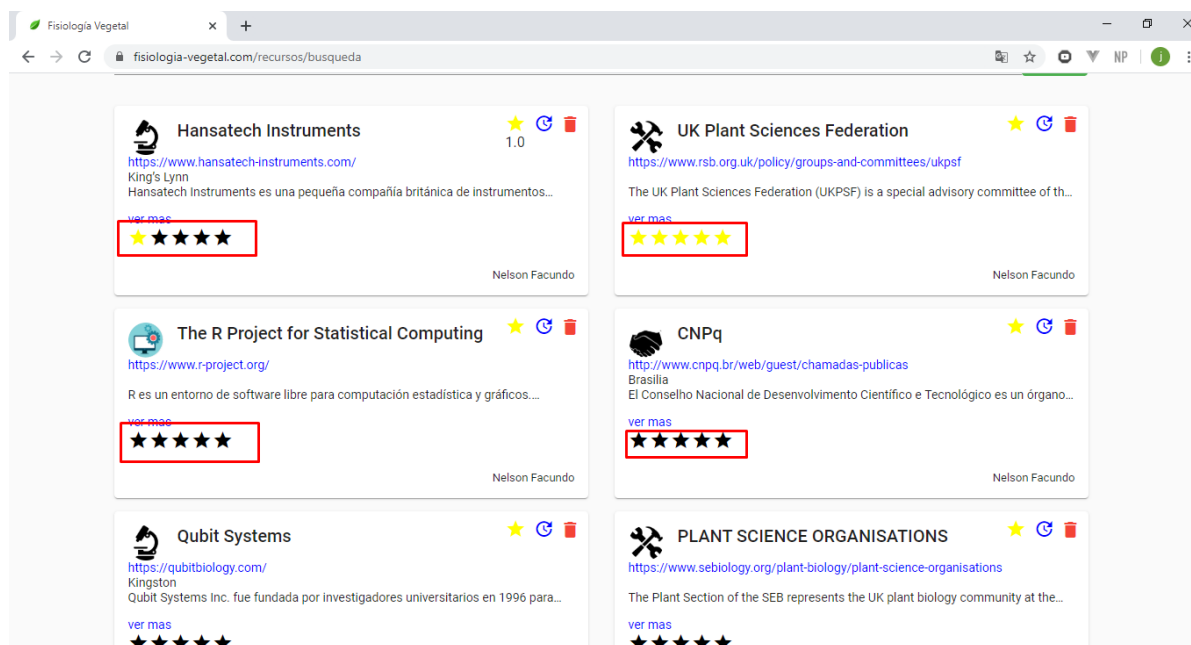 Fisiología Vegetal
fisiologia-vegetal.com/recursos/busqueda
NP
j
Hansatech Instruments
1.0
https://www.hansatech-instruments.com/
King's Lynn
Hansatech Instruments es una pequeña compañía británica de instrumentos...
ver mas
Nelson Facundo
UK Plant Sciences Federation
https://www.rsb.org.uk/policy/groups-and-committees/ukpsf
The UK Plant Sciences Federation (UKPSF) is a special advisory committee of th...
ver mas
Nelson Facundo
The R Project for Statistical Computing
https://www.r-project.org/
R es un entorno de software libre para computación estadística y gráficos....
ver mas
Nelson Facundo
CNPq
http://www.cnpq.br/web/guest/chamadas-publicas
Brasilia
El Conselho Nacional de Desenvolvimento Científico e Tecnológico es un órgano...
ver mas
Nelson Facundo
Qubit Systems
https://qubitbiology.com/
Kingston
Qubit Systems Inc. fue fundada por investigadores universitarios en 1996 para...
ver mas
PLANT SCIENCE ORGANISATIONS
https://www.sebiology.org/plant-biology/plant-science-organisations
The Plant Section of the SEB represents the UK plant biology community at the...
ver mas